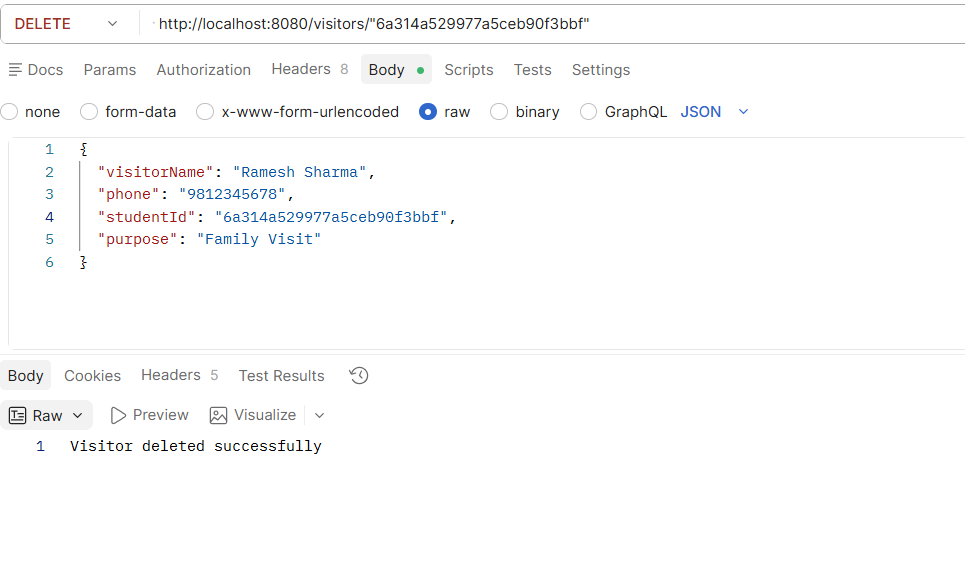 DELETE http://localhost:8080/visitors/"6a314a529977a5ceb90f3bbf"
Docs Params Authorization Headers 8 Body Scripts Tests Settings
none form-data x-www-form-urlencoded raw binary GraphQL JSON
1 {
2 "visitorName": "Ramesh Sharma",
3 "phone": "9812345678",
4 "studentId": "6a314a529977a5ceb90f3bbf",
5 "purpose": "Family Visit"
6 }
Body Cookies Headers 5 Test Results
Raw Preview Visualize
1 Visitor deleted successfully